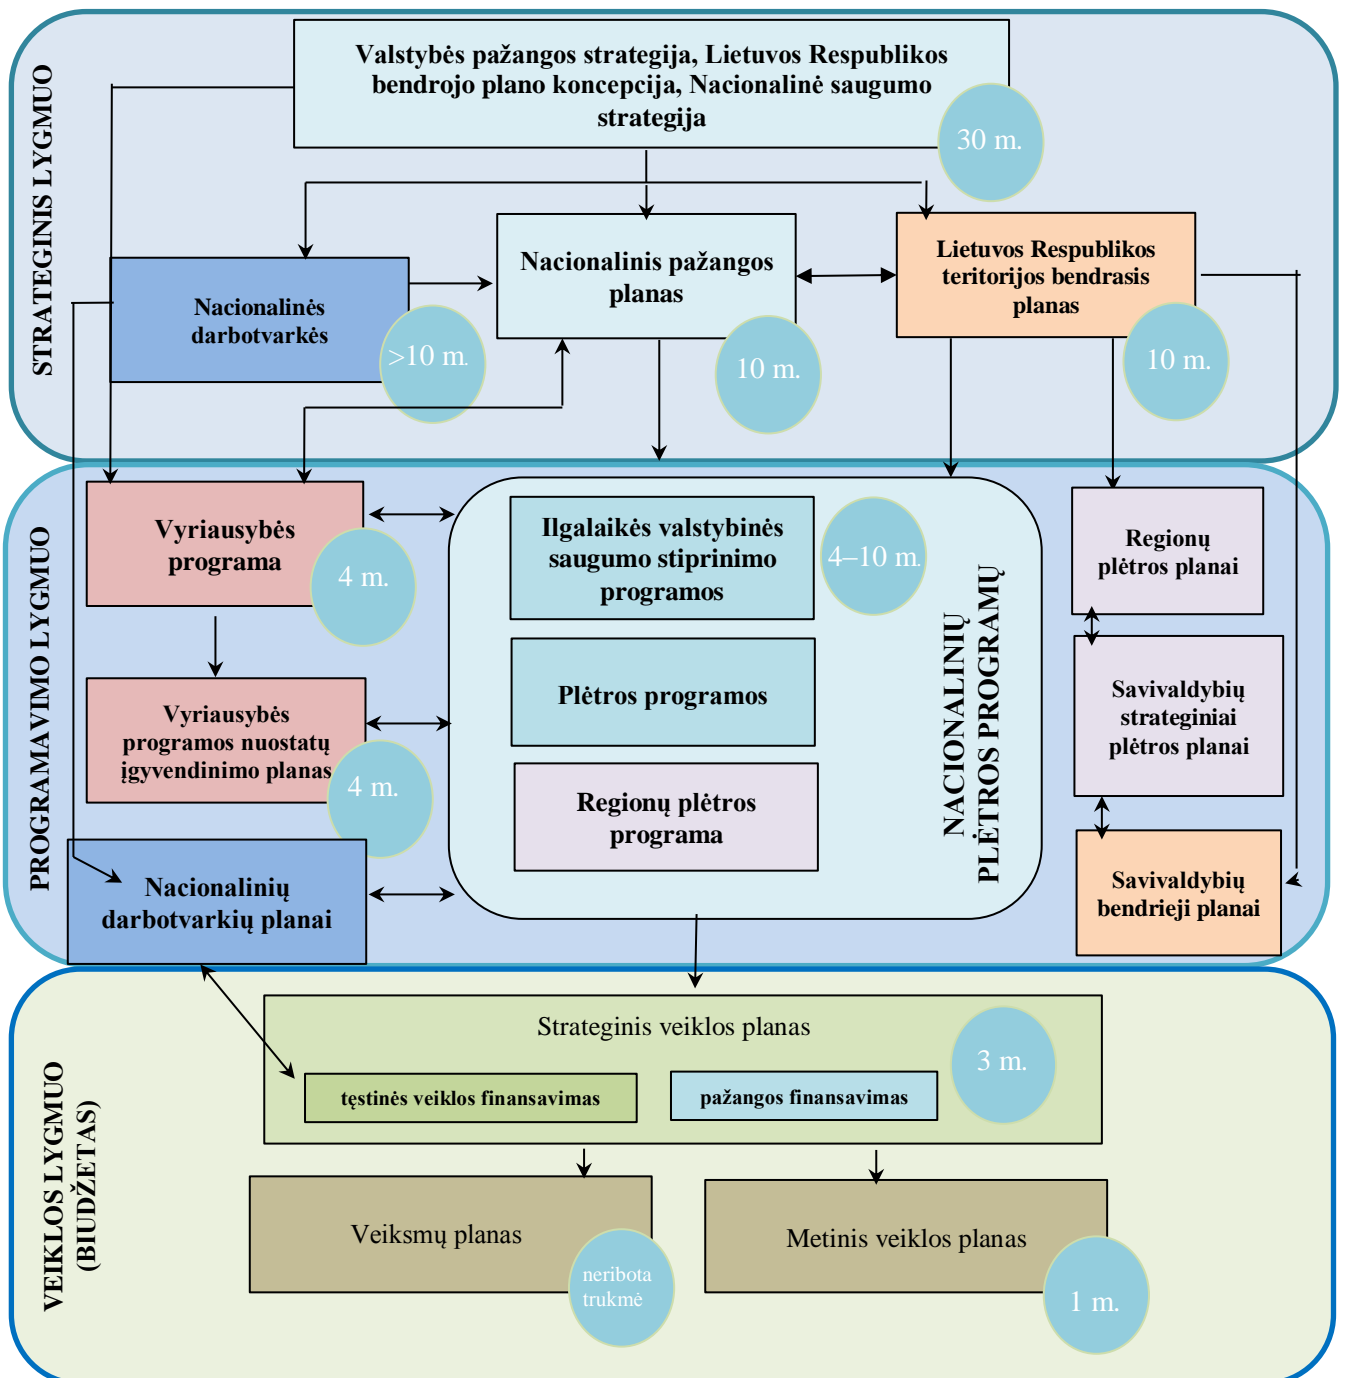 STRATEGINIS LYGMUO
Valstybės pažangos strategija, Lietuvos Respublikos
bendrojo plano koncepcija, Nacionalinė saugumo
strategija
30 m.
Nacionalinės
darbotvarkės
>10 m.
Nacionalinis pažangos
planas
10 m.
Lietuvos Respublikos
teritorijos bendrasis
planas
10 m.
PROGRAMAVIMO LYGMUO
Vyriausybės
programa
4 m.
Vyriausybės
programos nuostatų
įgyvendinimo planas
4 m.
Nacionalinių
darbotvarkių planai
Ilgalaikės valstybinės
saugumo stiprinimo
programos
4–10 m.
Plėtros programos
Regionų plėtros
programa
NACIONALINIŲ
PLĖTROS PROGRAMŲ
Regionų
plėtros planai
Savivaldybių
strateginiai
plėtros planai
Savivaldybių
bendrieji planai
VEIKLOS LYGMUO
(BIUDŽETAS)
Strateginis veiklos planas
3 m.
tęstinės veiklos finansavimas
pažangos finansavimas
Veiksmų planas
neribota
trukmė
Metinis veiklos planas
1 m.